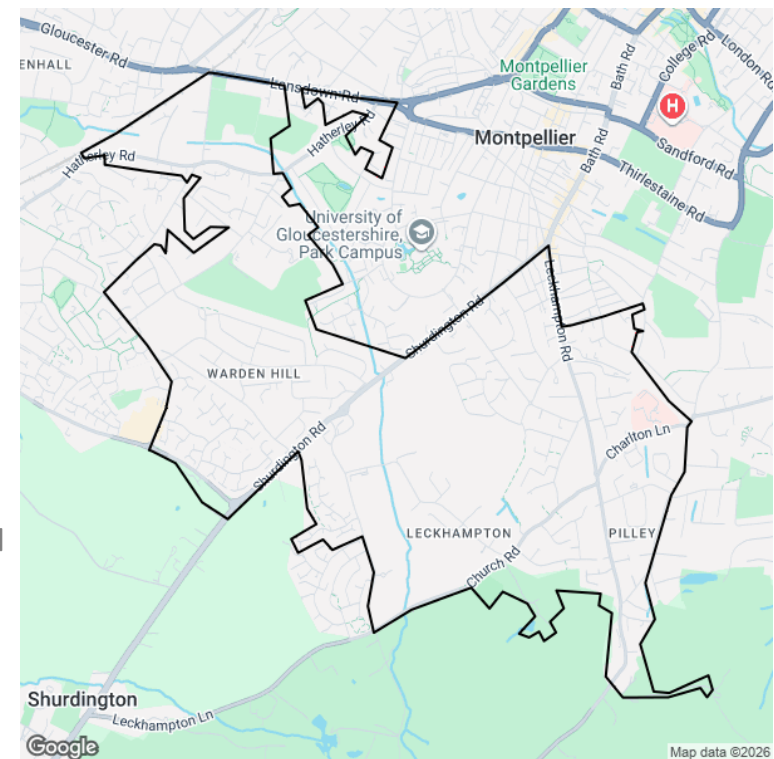 Gloucester Rd
ENHALL
Lansdown Rd
Hatherley Rd
Hatherley Rd
Montpellier
Gardens
Bath Rd
College Rd
London Rd
H
Montpellier
Sandford Rd
Bath Rd
Thirlestaine Rd
University of
Gloucestershire,
Park Campus
Leckhampton Rd
Shurdington Rd
WARDEN HILL
Shurdington Rd
Charlton Ln
LECKHAMPTON
PILLEY
Church Rd
Shurdington
Leckhampton Ln
Google
Map data ©2026